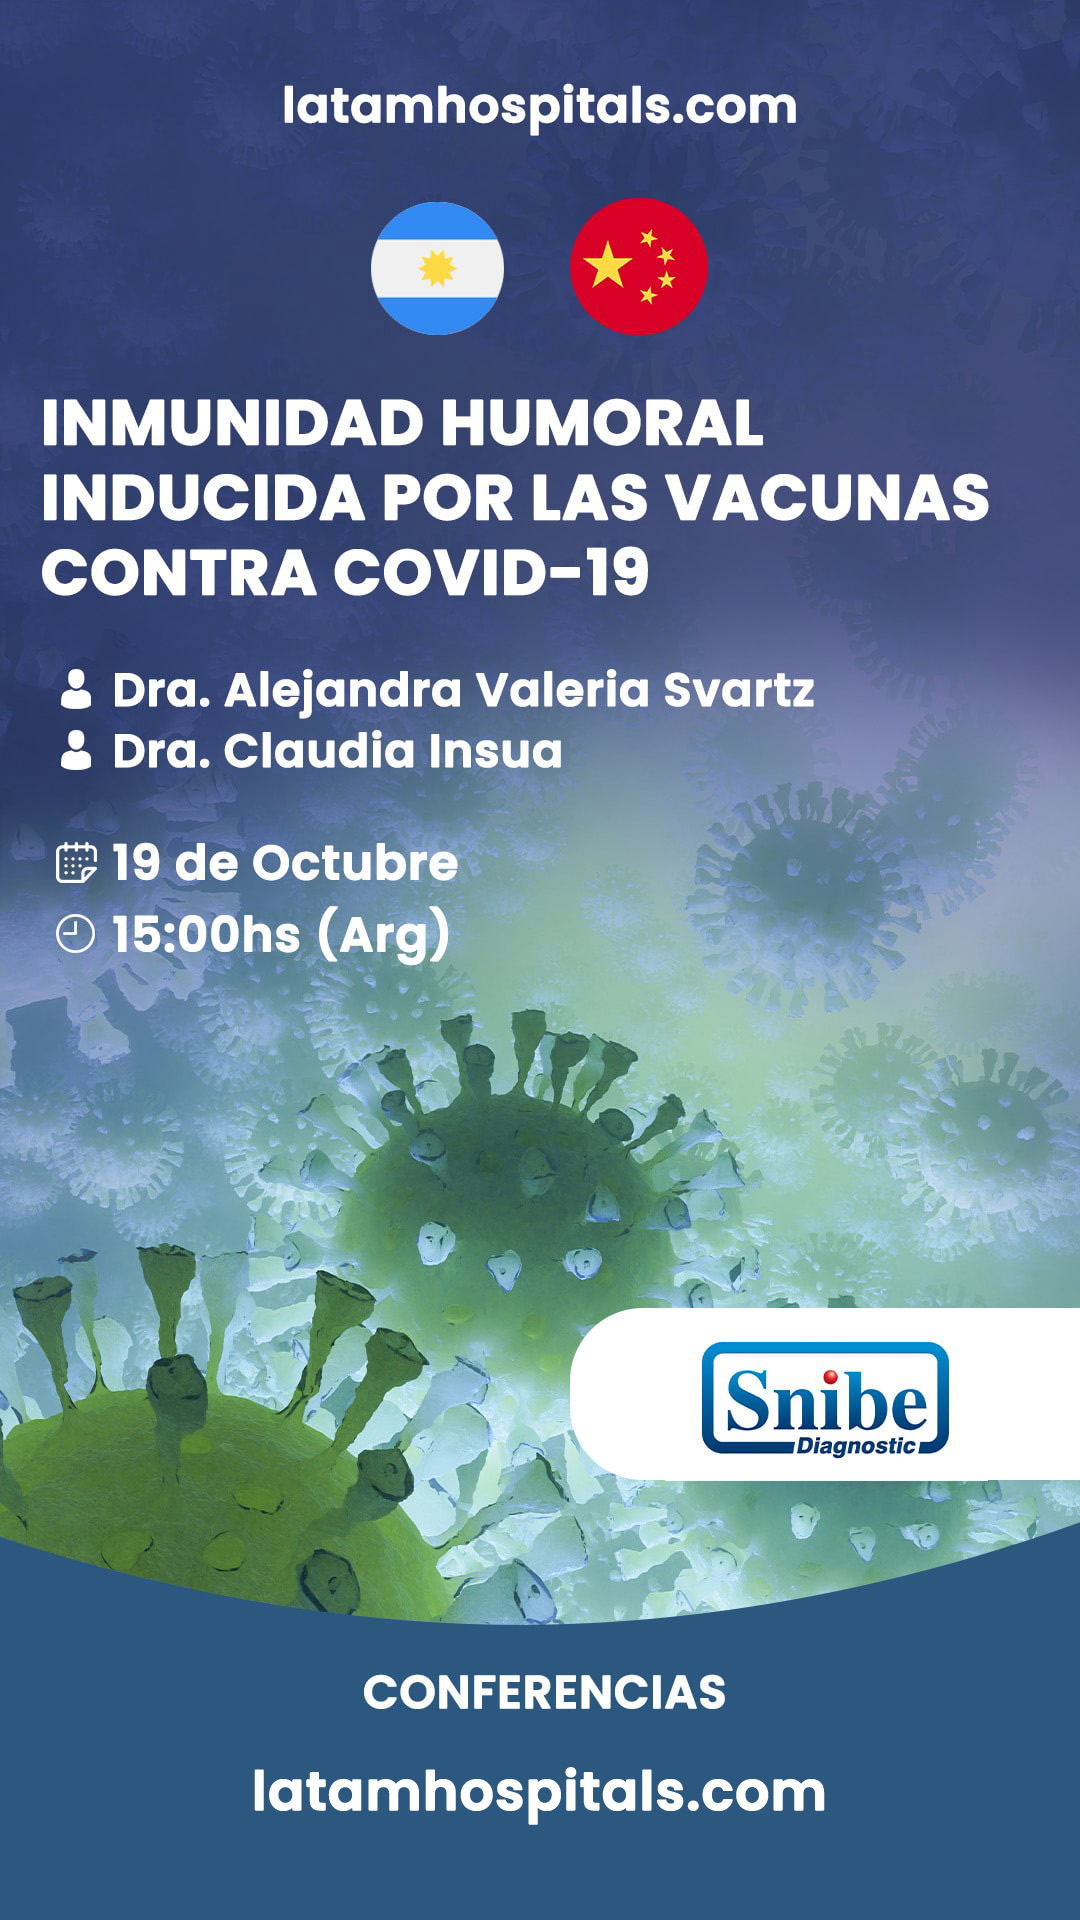 latamhospitals.com
INMUNIDAD HUMORAL
INDUCIDA POR LAS VACUNAS
CONTRA COVID-19
Dra. Alejandra Valeria Svartz
Dra. Claudia Insua
19 de Octubre
15:00hs (Arg)
Snibe
Diagnostic
CONFERENCIAS
latamhospitals.com